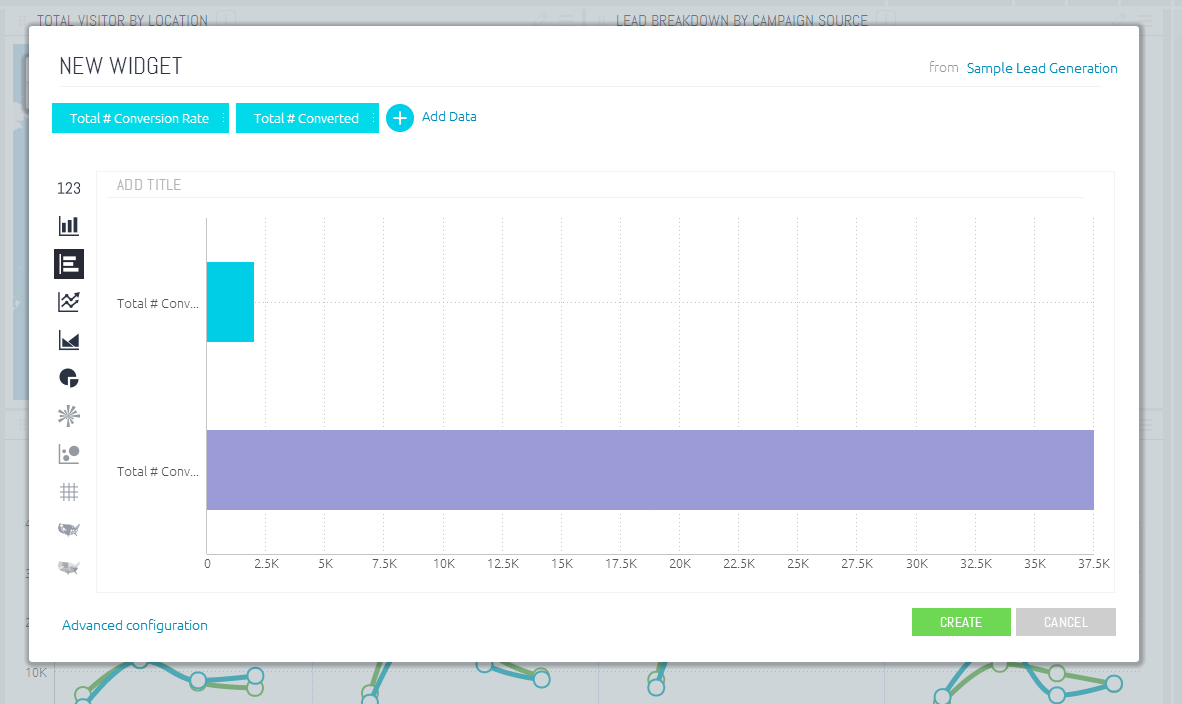 TOTAL VISITOR BY LOCATION
LEAD BREAKDOWN BY CAMPAIGN SOURCE
NEW WIDGET
from Sample Lead Generation
Total # Conversion Rate
Total # Converted
Add Data
123
ADD TITLE
Total # Conv...
Total # Conv...
0 2.5K 5K 7.5K 10K 12.5K 15K 17.5K 20K 22.5K 25K 27.5K 30K 32.5K 35K 37.5K
Advanced configuration
CREATE
CANCEL
10K